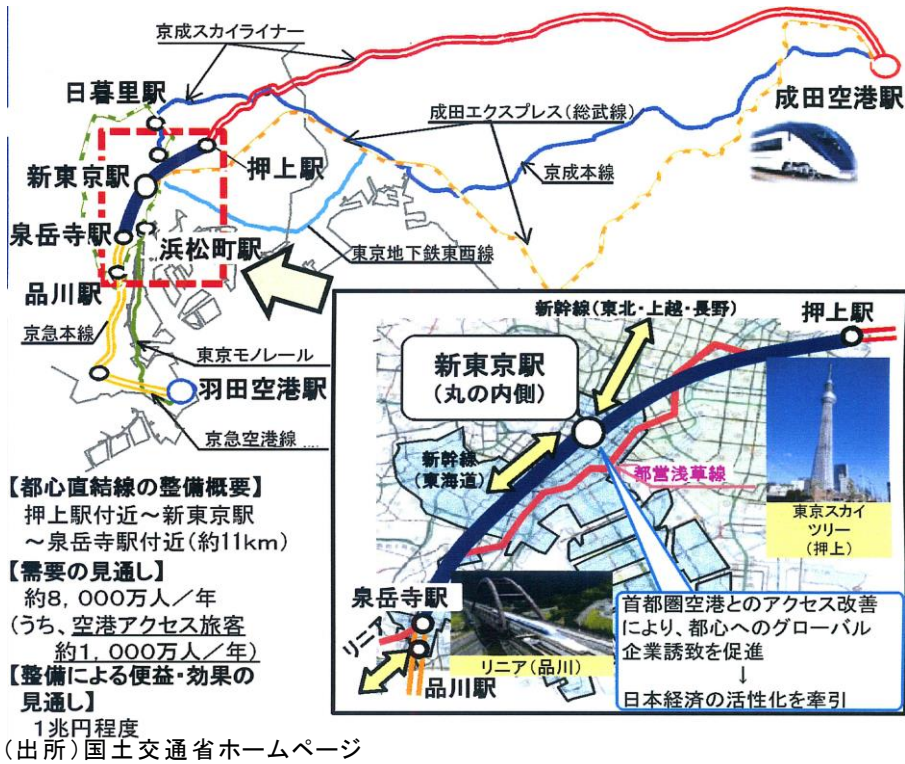 京成スカイライナー
日暮里駅
成田エクスプレス(総武線)
成田空港駅
押上駅
新東京駅
京成本線
泉岳寺駅
浜松町駅
東京地下鉄東西線
品川駅
京急本線
東京モノレール
羽田空港駅
京急空港線
新幹線(東北・上越・長野)
押上駅
新東京駅
(丸の内側)
新幹線
(東海道)
都営浅草線
東京スカイ
ツリー
(押上)
泉岳寺駅
リニア
リニア(品川)
品川駅
首都圏空港とのアクセス改善
により、都心へのグローバル
企業誘致を促進
↓
日本経済の活性化を牽引
【都心直結線の整備概要】
押上駅付近~新東京駅
~泉岳寺駅付近(約11km)
【需要の見通し】
約8,000万人/年
(うち、空港アクセス旅客
約1,000万人/年)
【整備による便益・効果の
見通し】
1兆円程度
(出所)国土交通省ホームページ